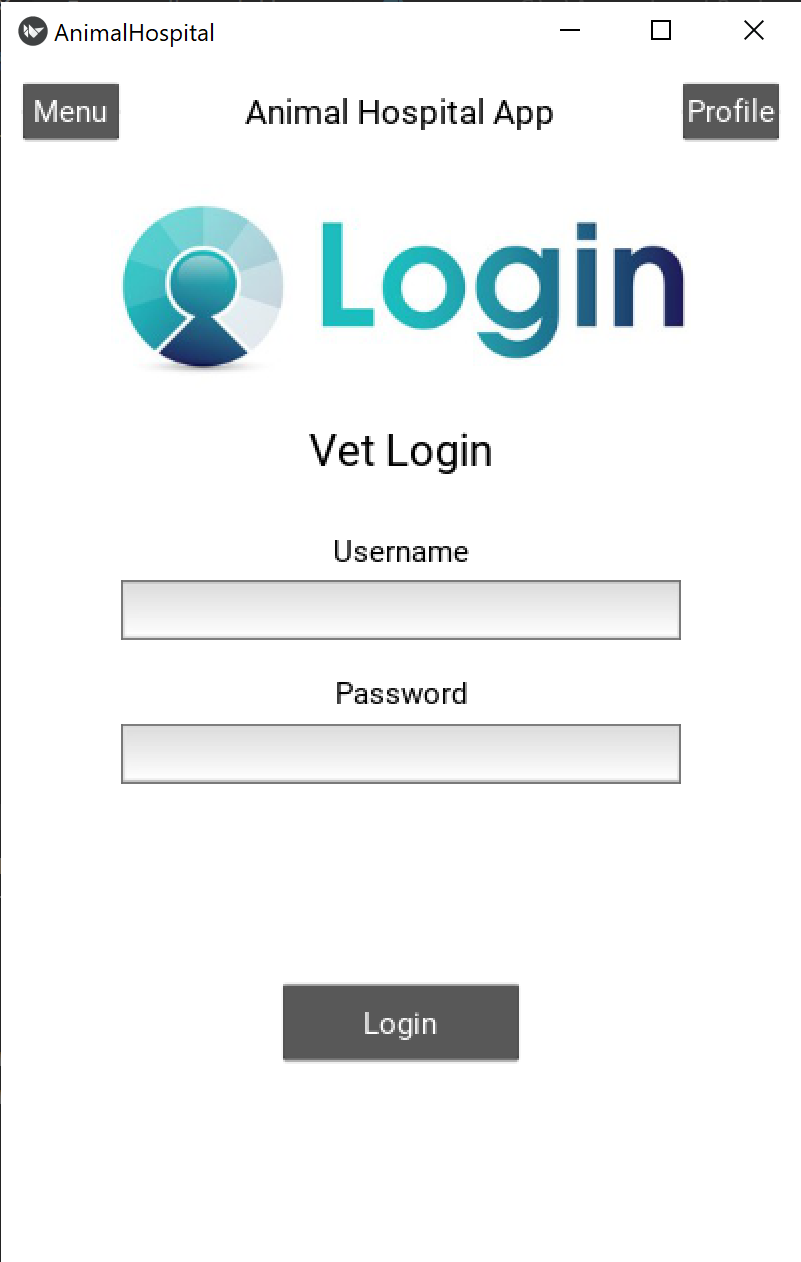 AnimalHospital
Menu Animal Hospital App Profile
Login
Vet Login
Username
Password
Login